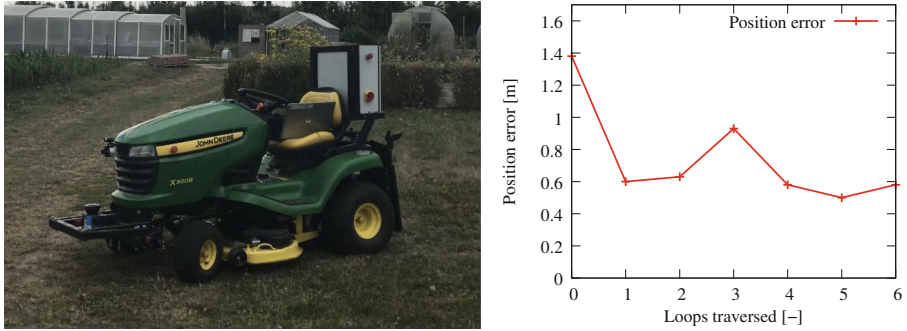 JOHN DEERE
X300R
Position error
Position error [m]
1.6
1.4
1.2
1
0.8
0.6
0.4
0.2
0
0 1 2 3 4 5 6
Loops traversed [−]